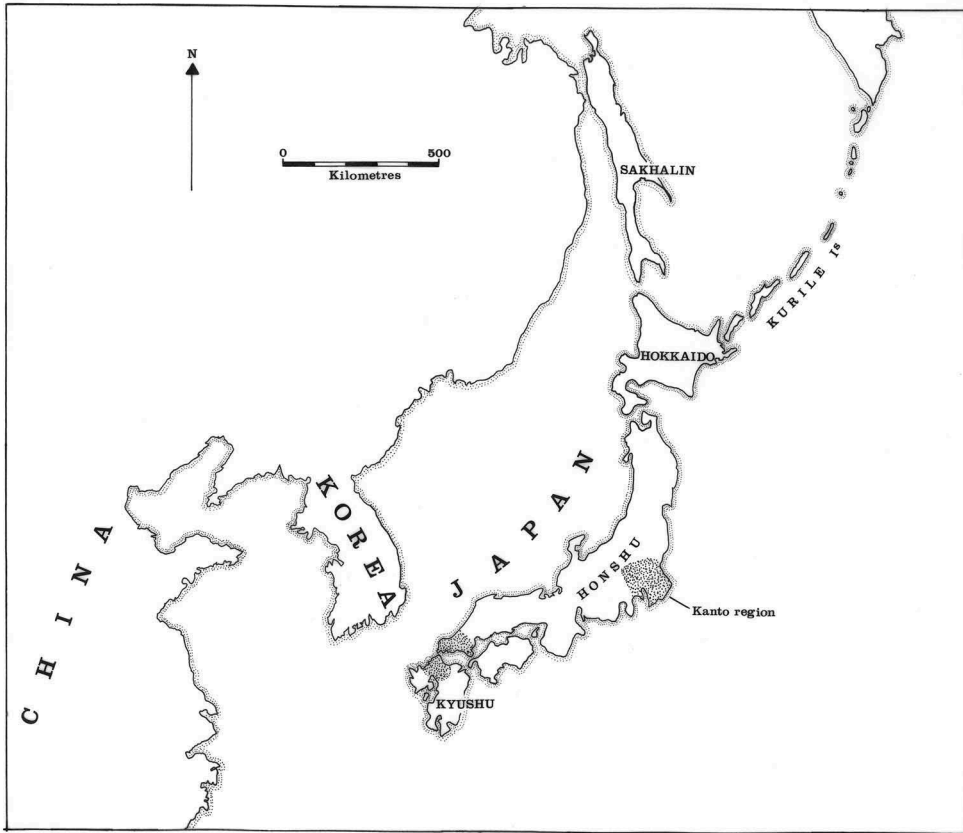 N
0 500
Kilometres
SAKHALIN
KURILE Is
HOKKAIDO
KOREA
JAPAN
CHINA
HONSHU
Kanto region
KYUSHU